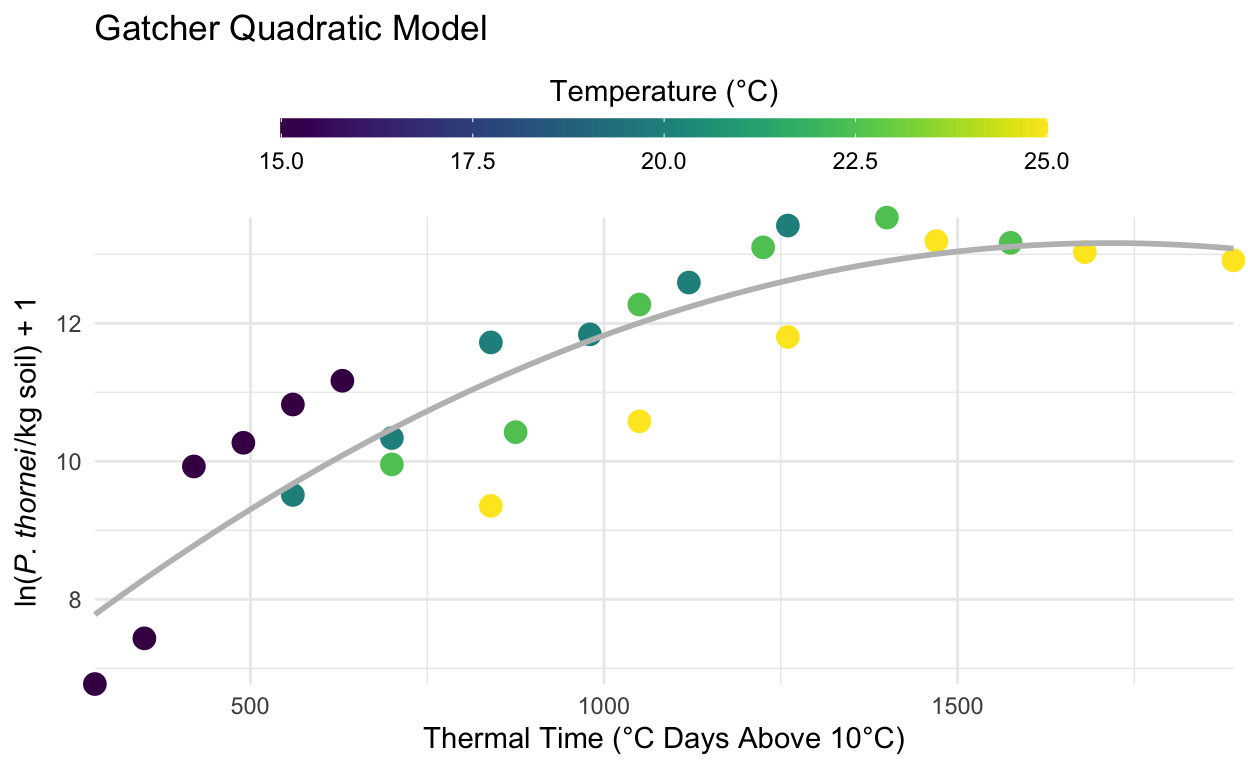 Gatcher Quadratic Model
Temperature (°C)
15.0 17.5 20.0 22.5 25.0
ln(P. thornei/kg soil) + 1
12
10
8
500 1000 1500
Thermal Time (°C Days Above 10°C)